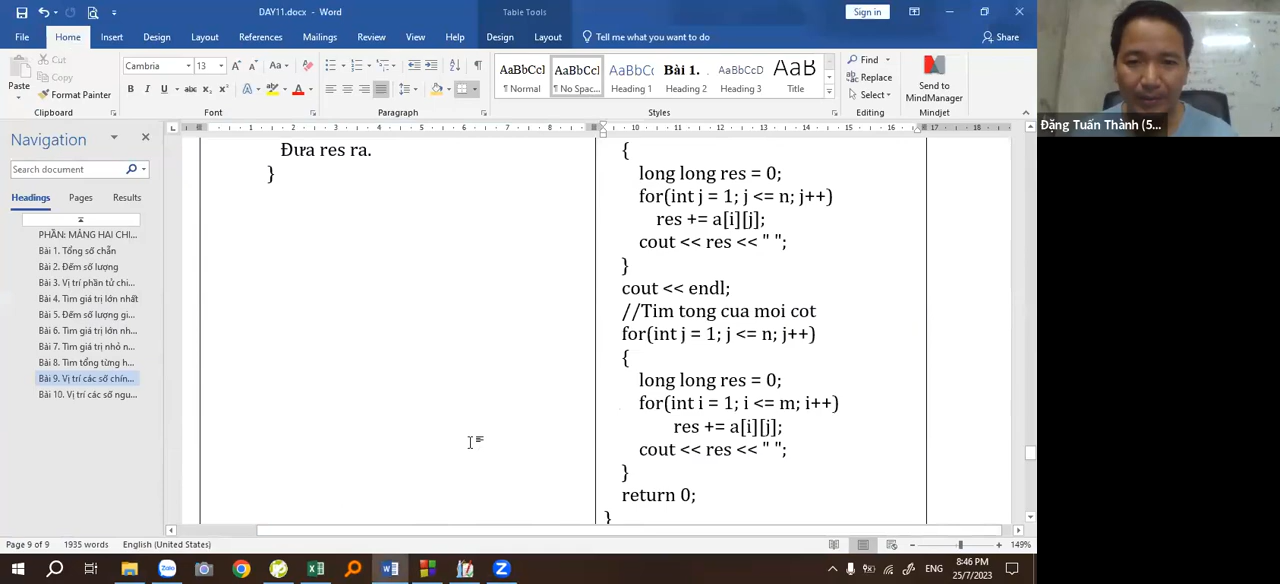 DAY11.docx - Word
Table Tools
Sign in
File
Home
Insert
Design
Layout
References
Mailings
Review
View
Help
Design
Layout
Tell me what you want to do
Share
Paste
Cut
Copy
Format Painter
Cambria
13
AaBbCcI
¶ Normal
AaBbCcI
¶ No Spac...
AaBbCc
Heading 1
Bài 1.
Heading 2
AaBbCcD
Heading 3
AaB
Title
Find
Replace
Select
Send to
MindManager
Clipboard
Font
Paragraph
Styles
Editing
Mindjet
Đặng Tuấn Thành (5...
Navigation
Search document
Headings
Pages
Results
PHẦN: MẢNG HAI CHI...
Bài 1. Tổng số chẵn
Bài 2. Đếm số lượng
Bài 3. Vị trí phần tử chi...
Bài 4. Tìm giá trị lớn nhất
Bài 5. Đếm số lượng gi...
Bài 6. Tìm giá trị lớn nh...
Bài 7. Tìm giá trị nhỏ n...
Bài 8. Tìm tổng từng h...
Bài 9. Vị trí các số chín...
Bài 10. Vị trí các số ngu...
Đưa res ra.
}
{
long long res = 0;
for(int j = 1; j <= n; j++)
res += a[i][j];
cout << res << " ";
}
cout << endl;
//Tim tong cua moi cot
for(int j = 1; j <= n; j++)
{
long long res = 0;
for(int i = 1; i <= m; i++)
res += a[i][j];
cout << res << " ";
}
return 0;
}
Page 9 of 9
1935 words
English (United States)
149%
Zalo
ENG
8:46 PM
25/7/2023